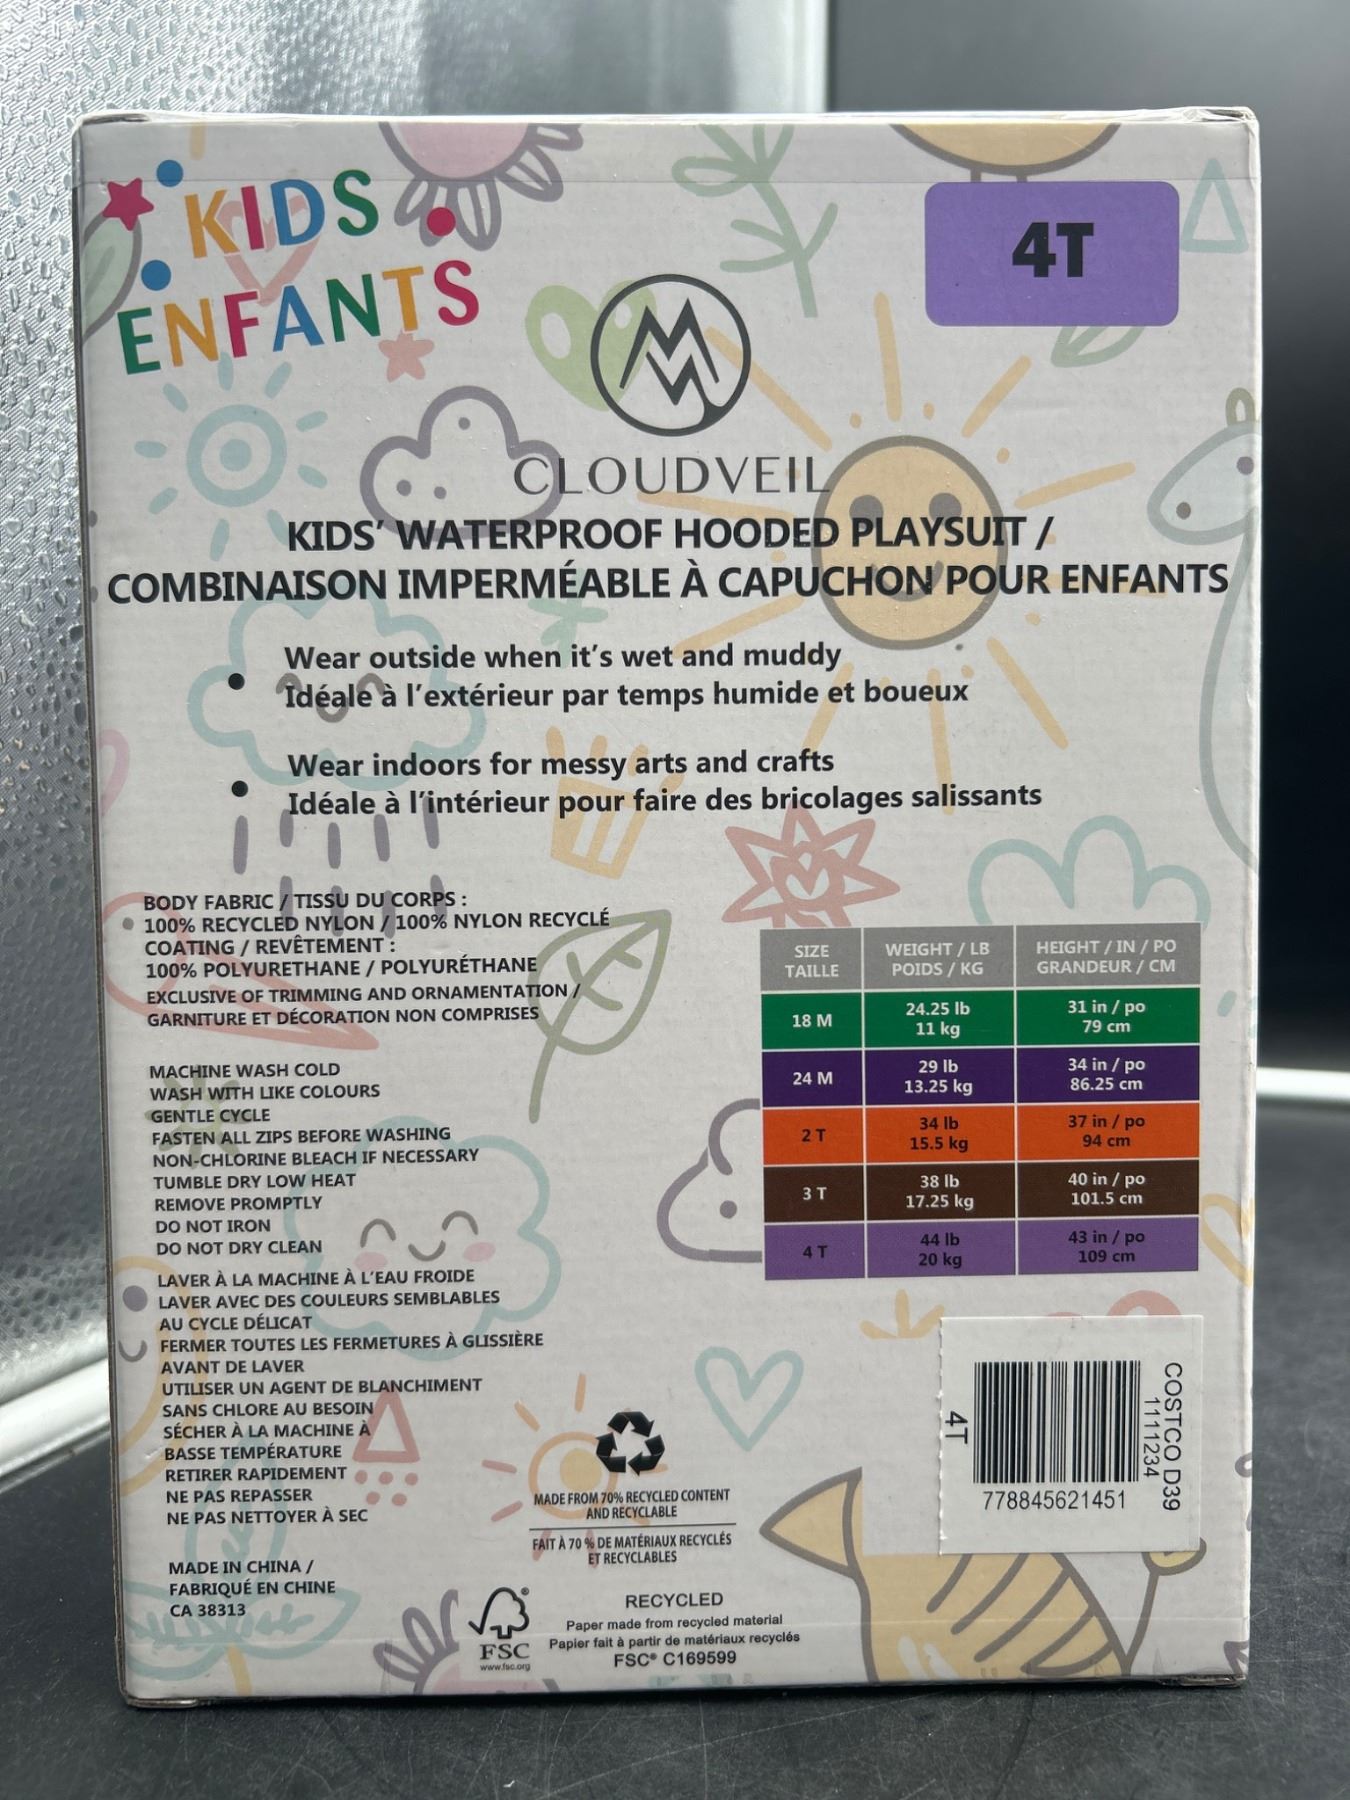 KIDS
ENFANTS
4T
CLOUDVEIL
KIDS' WATERPROOF HOODED PLAYSUIT /
COMBINAISON IMPERMÉABLE À CAPUCHON POUR ENFANTS
• Wear outside when it's wet and muddy
Idéale à l'extérieur par temps humide et boueux
• Wear indoors for messy arts and crafts
Idéale à l'intérieur pour faire des bricolages salissants
BODY FABRIC / TISSU DU CORPS :
100% RECYCLED NYLON / 100% NYLON RECYCLÉ
COATING / REVÊTEMENT :
100% POLYURETHANE / POLYURÉTHANE
EXCLUSIVE OF TRIMMING AND ORNAMENTATION /
GARNITURE ET DÉCORATION NON COMPRISES
MACHINE WASH COLD
WASH WITH LIKE COLOURS
GENTLE CYCLE
FASTEN ALL ZIPS BEFORE WASHING
NON-CHLORINE BLEACH IF NECESSARY
TUMBLE DRY LOW HEAT
REMOVE PROMPTLY
DO NOT IRON
DO NOT DRY CLEAN
LAVER À LA MACHINE À L'EAU FROIDE
LAVER AVEC DES COULEURS SEMBLABLES
AU CYCLE DÉLICAT
FERMER TOUTES LES FERMETURES À GLISSIÈRE
AVANT DE LAVER
UTILISER UN AGENT DE BLANCHIMENT
SANS CHLORE AU BESOIN
SÉCHER À LA MACHINE À
BASSE TEMPÉRATURE
RETIRER RAPIDEMENT
NE PAS REPASSER
NE PAS NETTOYER À SEC
MADE IN CHINA /
FABRIQUÉ EN CHINE
CA 38313
SIZE WEIGHT / LB HEIGHT / IN / PO
TAILLE POIDS / KG GRANDEUR / CM
18 M 24.25 lb 31 in / po
11 kg 79 cm
24 M 29 lb 34 in / po
13.25 kg 86.25 cm
2 T 34 lb 37 in / po
15.5 kg 94 cm
3 T 38 lb 40 in / po
17.25 kg 101.5 cm
4 T 44 lb 43 in / po
20 kg 109 cm
4T
COSTCO D39
1111234
778845621451
MADE FROM 70% RECYCLED CONTENT
AND RECYCLABLE
FAIT À 70 % DE MATÉRIAUX RECYCLÉS
ET RECYCLABLES
FSC
www.fsc.org
RECYCLED
Paper made from recycled material
Papier fait à partir de matériaux recyclés
FSC® C169599